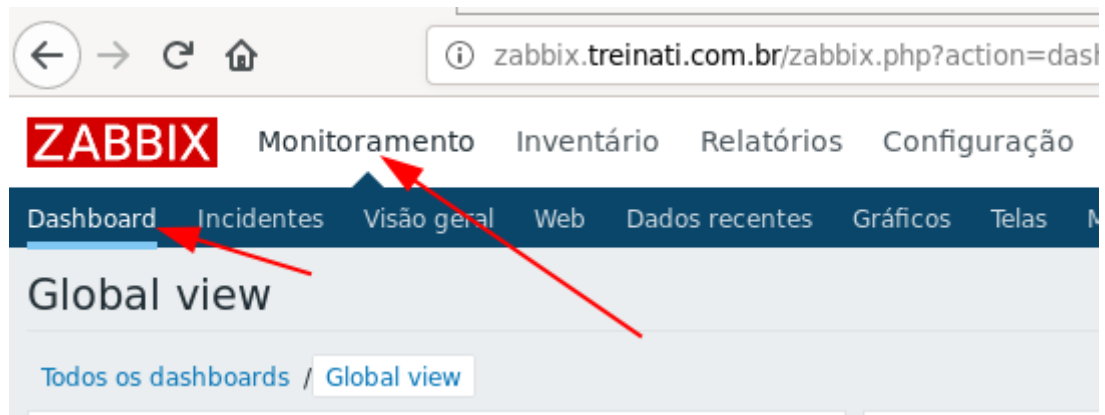 zabbix.treinati.com.br/zabbix.php?action=das
ZABBIX Monitoramento Inventário Relatórios Configuração
Dashboard Incidentes Visão geral Web Dados recentes Gráficos Telas
Global view
Todos os dashboards / Global view